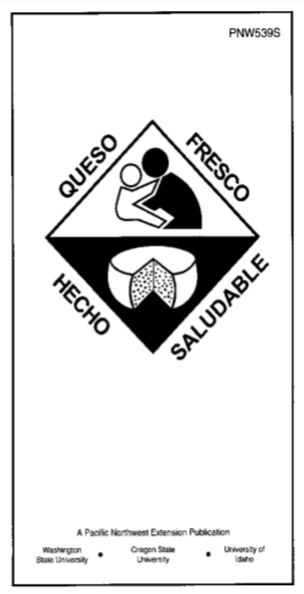 PNW539S
QUESO
FRESCO
HECHO
SALUDABLE
A Pacific Northwest Extension Publication
Washington
State University
•
Oregon State
University
•
University of
Idaho